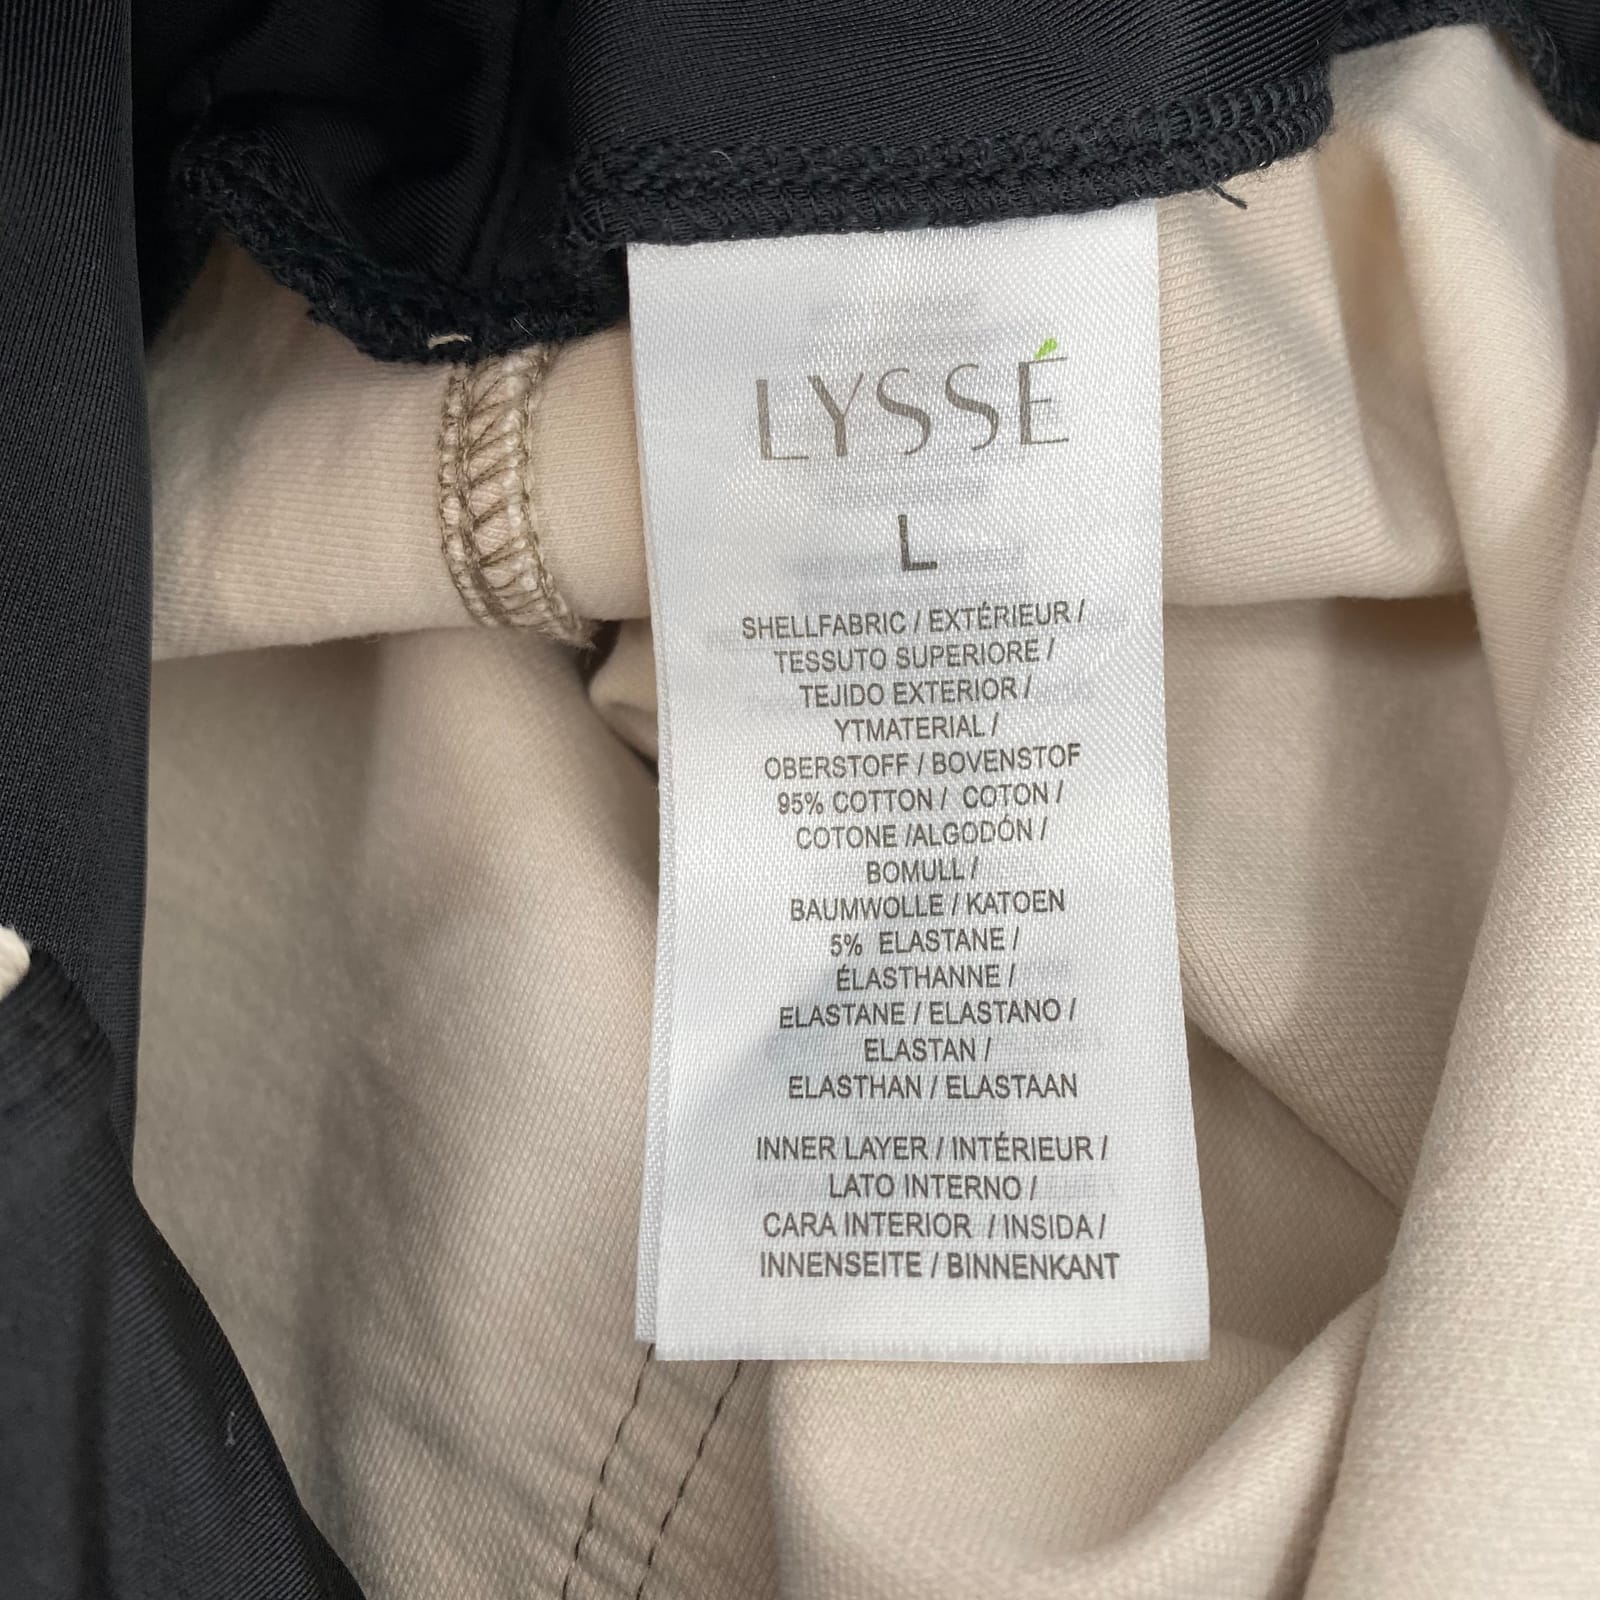 LYSSÉ
L
SHELLFABRIC / EXTÉRIEUR /
TESSUTO SUPERIORE /
TEJIDO EXTERIOR /
YTMATERIAL /
OBERSTOFF / BOVENSTOF
95% COTTON / COTON /
COTONE /ALGODÓN /
BOMULL /
BAUMWOLLE / KATOEN
5% ELASTANE /
ÉLASTHANNE /
ELASTANE / ELASTANO /
ELASTAN /
ELASTHAN / ELASTAAN
INNER LAYER / INTÉRIEUR /
LATO INTERNO /
CARA INTERIOR / INSIDA /
INNENSEITE / BINNENKANT